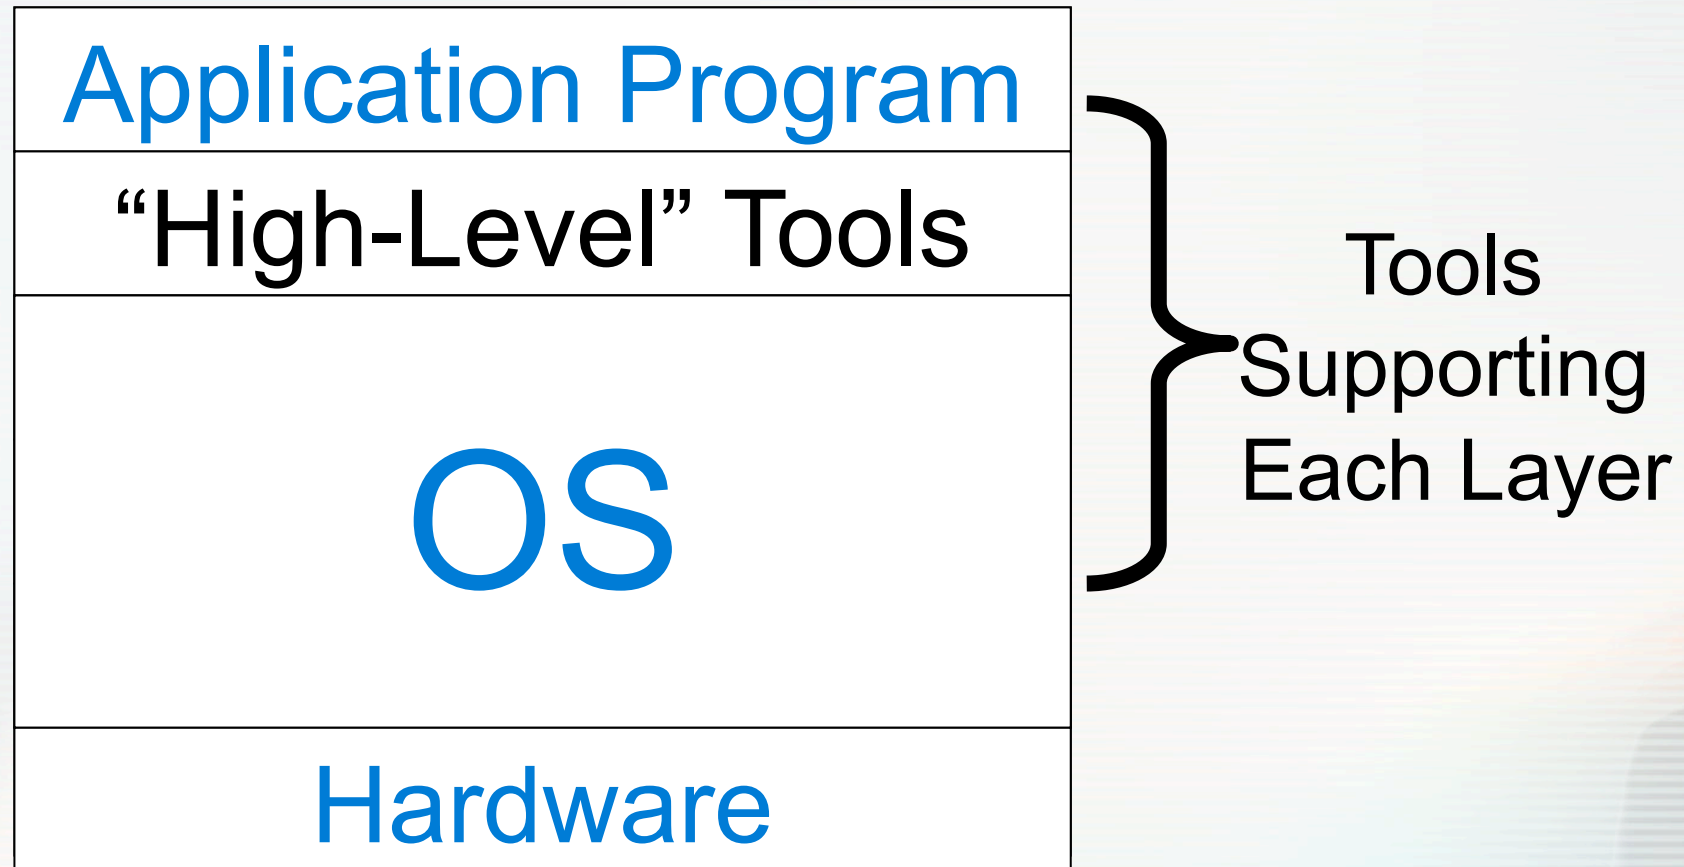 Application Program
“High-Level” Tools
OS
Hardware
Tools
Supporting
Each Layer